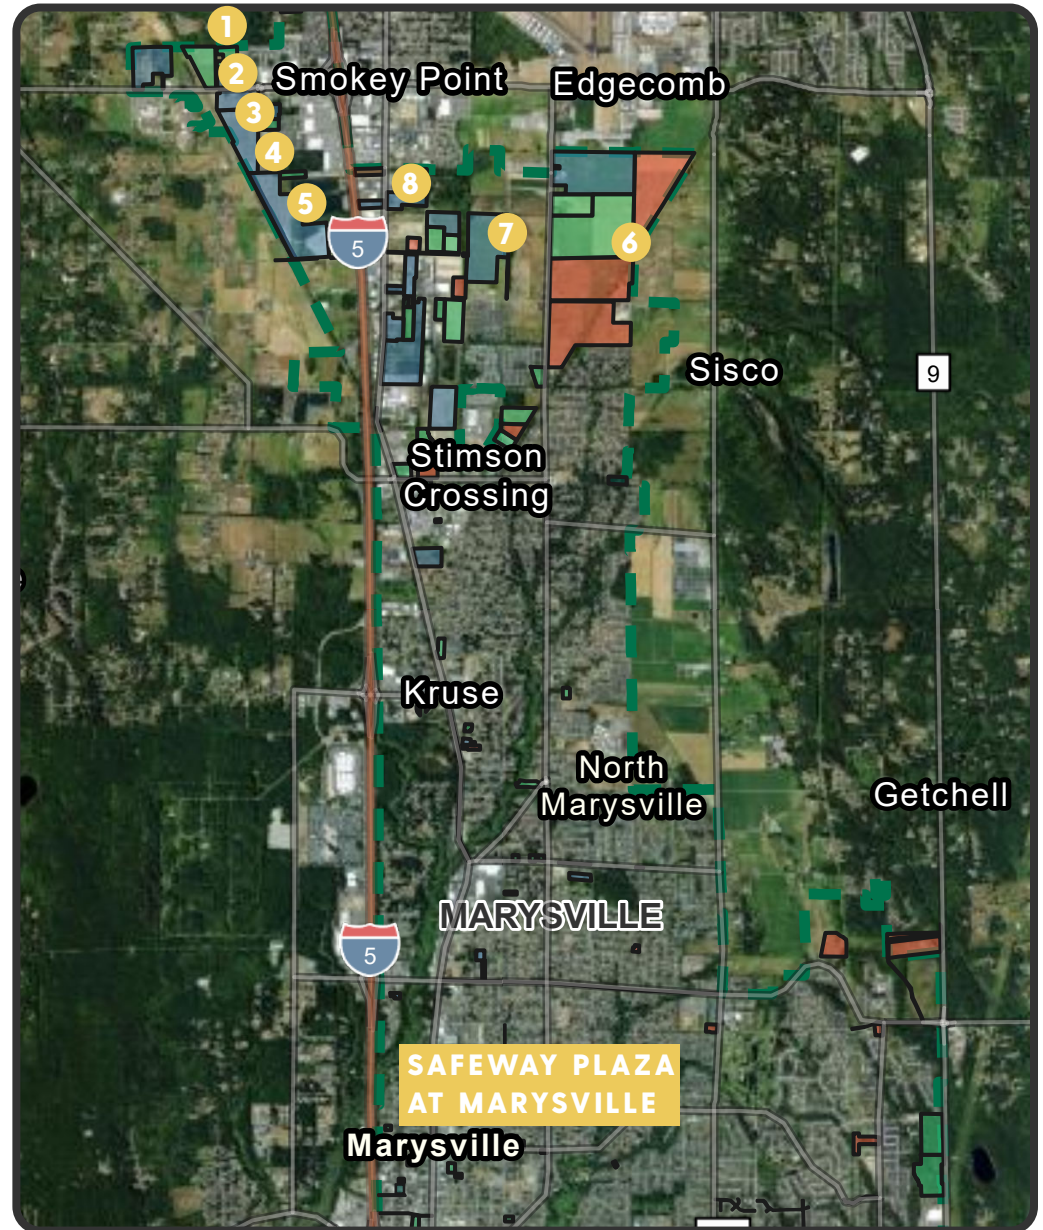 1
2
Smokey Point
Edgecomb
3
4
8
5
7
6
5
Sisco
9
Stimson
Crossing
Kruse
North
Marysville
Getchell
MARYSVILLE
5
SAFEWAY PLAZA
AT MARYSVILLE
Marysville